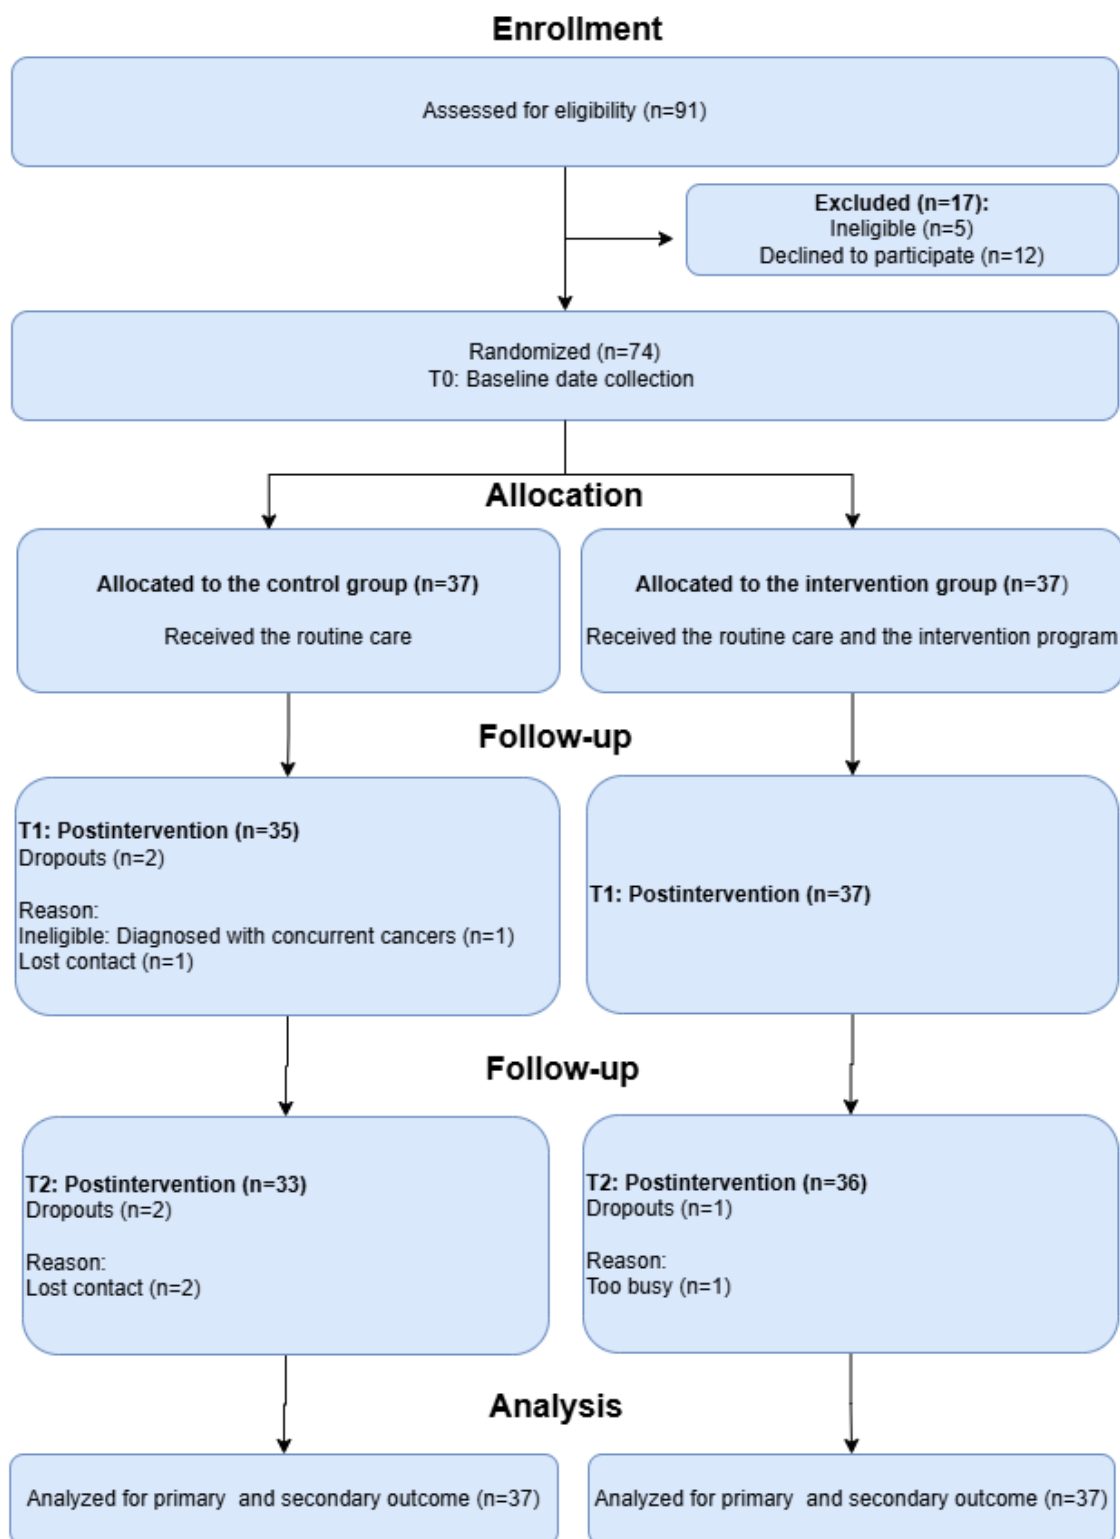 Enrollment
Assessed for eligibility (n=91)
Excluded (n=17):
Ineligible (n=5)
Declined to participate (n=12)
Randomized (n=74)
T0: Baseline date collection
Allocation
Allocated to the control group (n=37)
Received the routine care
Allocated to the intervention group (n=37)
Received the routine care and the intervention program
Follow-up
T1: Postintervention (n=35)
Dropouts (n=2)
Reason:
Ineligible: Diagnosed with concurrent cancers (n=1)
Lost contact (n=1)
T1: Postintervention (n=37)
Follow-up
T2: Postintervention (n=33)
Dropouts (n=2)
Reason:
Lost contact (n=2)
T2: Postintervention (n=36)
Dropouts (n=1)
Reason:
Too busy (n=1)
Analysis
Analyzed for primary  and secondary outcome (n=37)
Analyzed for primary  and secondary outcome (n=37)